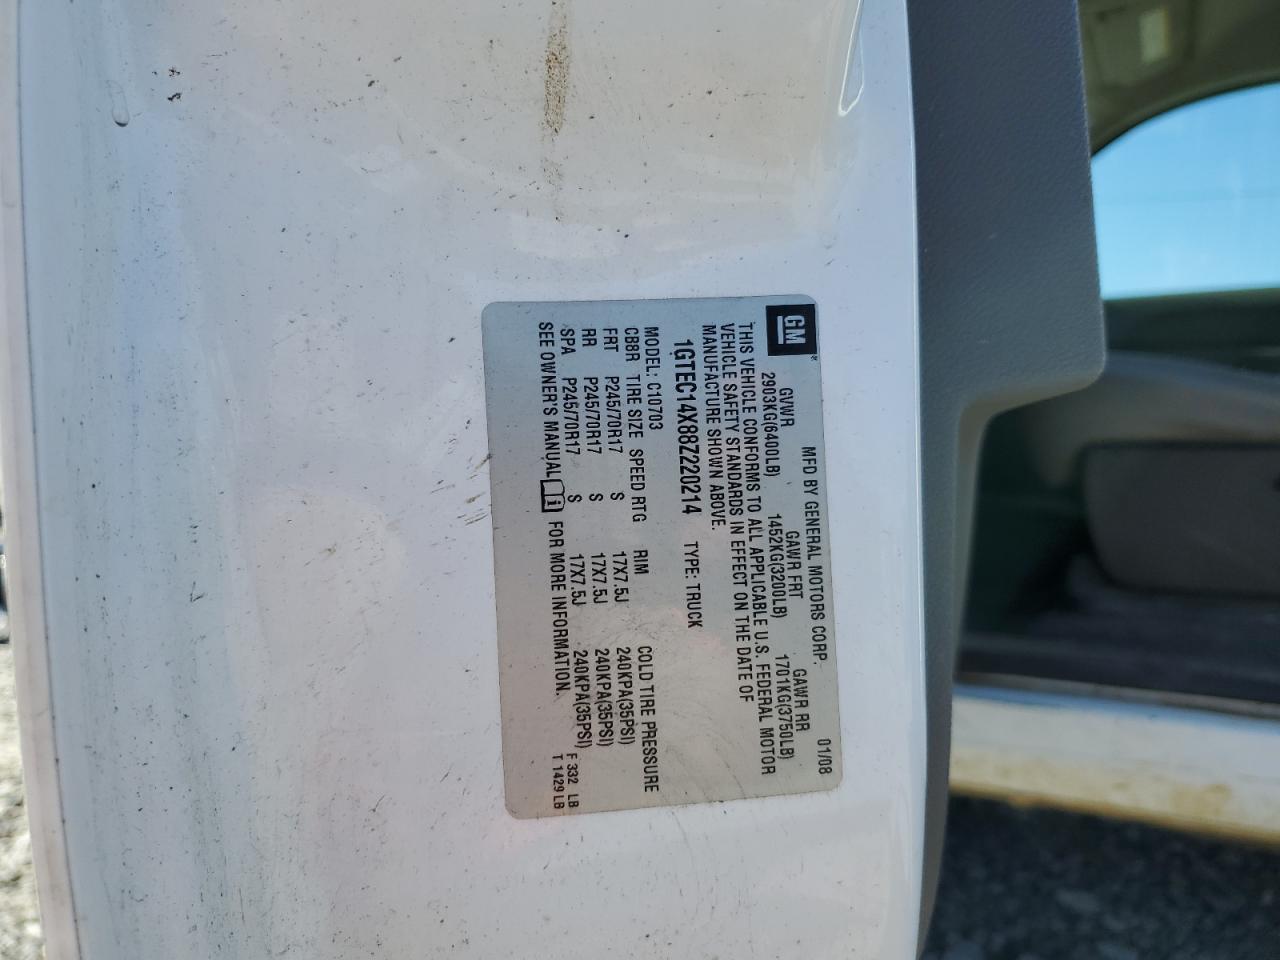 GM®
MFD BY GENERAL MOTORS CORP. 01/08
GVWR GAWR FRT GAWR RR
2903KG(6400LB) 1452KG(3200LB) 1701KG(3750LB)
THIS VEHICLE CONFORMS TO ALL APPLICABLE U.S. FEDERAL MOTOR
VEHICLE SAFETY STANDARDS IN EFFECT ON THE DATE OF
MANUFACTURE SHOWN ABOVE.
1GTEC14X88Z220214 TYPE: TRUCK
MODEL: C10703
CB8R TIRE SIZE SPEED RTG RIM COLD TIRE PRESSURE
FRT P245/70R17 S 17X7.5J 240KPA(35PSI)
RR P245/70R17 S 17X7.5J 240KPA(35PSI)
SPA P245/70R17 S 17X7.5J 240KPA(35PSI)
SEE OWNER'S MANUAL i FOR MORE INFORMATION.
F 332 LB
T 1429 LB